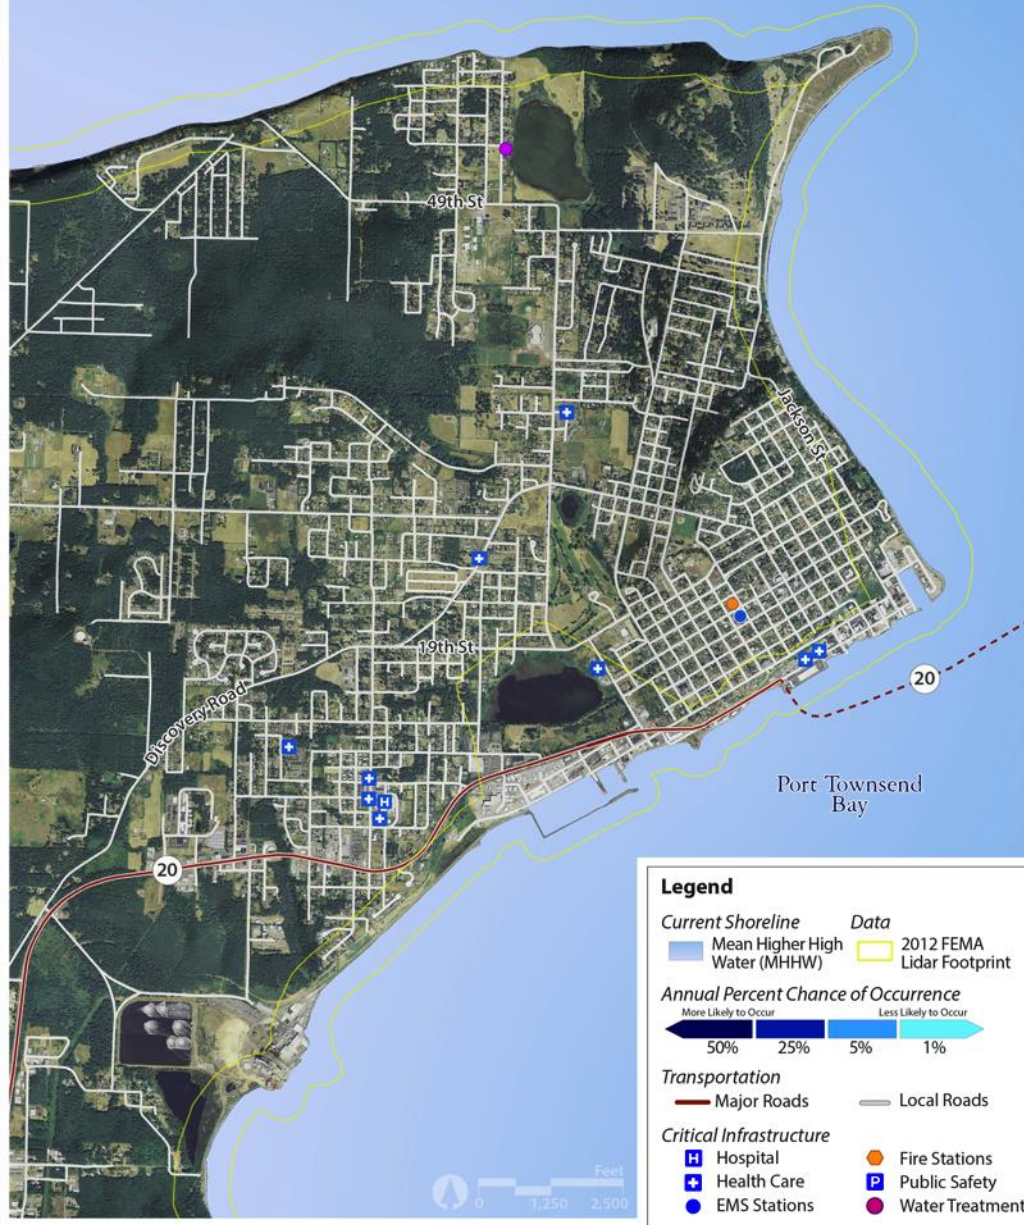 49th St
Jackson St.
19th St
20
Discovery Road
Port Townsend
Bay
H
20
Legend
Current Shoreline
Data
Mean Higher High
Water (MHHW)
2012 FEMA
Lidar Footprint
Annual Percent Chance of Occurrence
More Likely to Occur
Less Likely to Occur
50%
25%
5%
1%
Transportation
Major Roads
Local Roads
Critical Infrastructure
H Hospital
Fire Stations
Health Care
P Public Safety
EMS Stations
Water Treatment
Feet
0
1,250
2,500